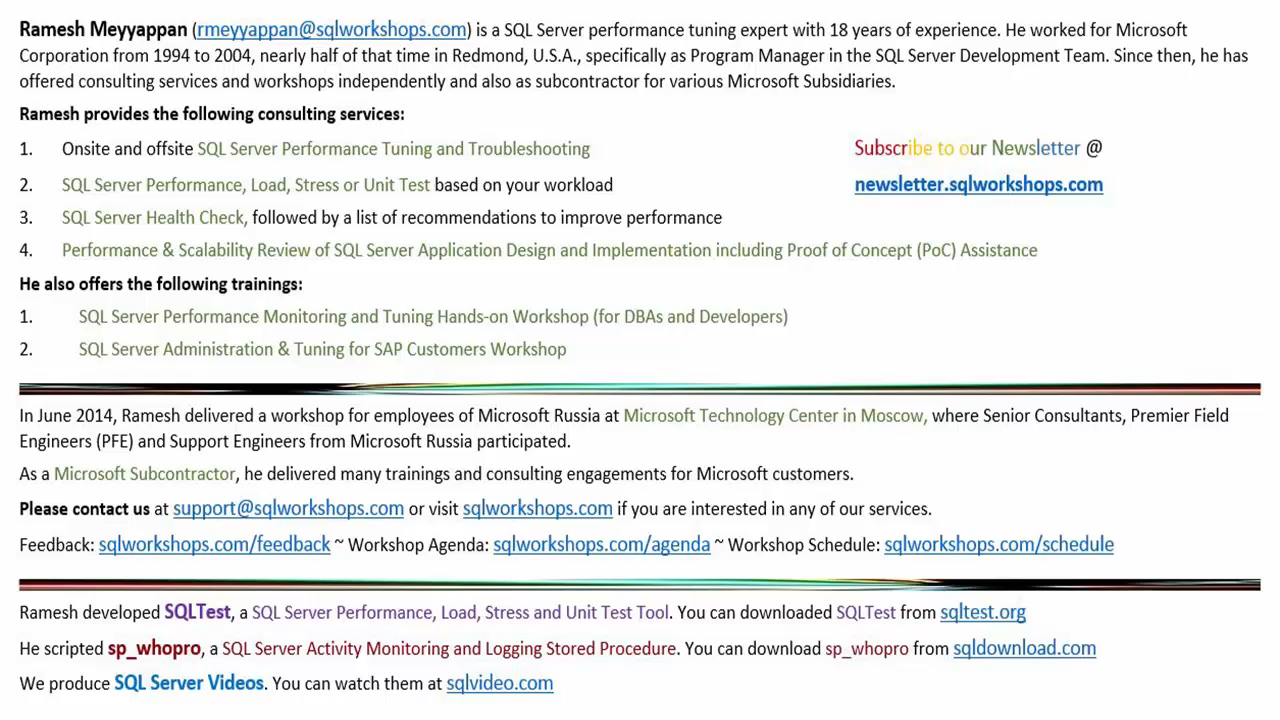 Ramesh Meyyappan (rmeyyappan@sqlworkshops.com) is a SQL Server performance tuning expert with 18 years of experience. He worked for Microsoft
Corporation from 1994 to 2004, nearly half of that time in Redmond, U.S.A., specifically as Program Manager in the SQL Server Development Team. Since then, he has
offered consulting services and workshops independently and also as subcontractor for various Microsoft Subsidiaries.
Ramesh provides the following consulting services:
1. Onsite and offsite SQL Server Performance Tuning and Troubleshooting
Subscribe to our Newsletter @
2. SQL Server Performance, Load, Stress or Unit Test based on your workload
newsletter.sqlworkshops.com
3. SQL Server Health Check, followed by a list of recommendations to improve performance
4. Performance & Scalability Review of SQL Server Application Design and Implementation including Proof of Concept (PoC) Assistance
He also offers the following trainings:
1. SQL Server Performance Monitoring and Tuning Hands-on Workshop (for DBAs and Developers)
2. SQL Server Administration & Tuning for SAP Customers Workshop
In June 2014, Ramesh delivered a workshop for employees of Microsoft Russia at Microsoft Technology Center in Moscow, where Senior Consultants, Premier Field
Engineers (PFE) and Support Engineers from Microsoft Russia participated.
As a Microsoft Subcontractor, he delivered many trainings and consulting engagements for Microsoft customers.
Please contact us at support@sqlworkshops.com or visit sqlworkshops.com if you are interested in any of our services.
Feedback: sqlworkshops.com/feedback ~ Workshop Agenda: sqlworkshops.com/agenda ~ Workshop Schedule: sqlworkshops.com/schedule
Ramesh developed SQLTest, a SQL Server Performance, Load, Stress and Unit Test Tool. You can downloaded SQLTest from sqltest.org
He scripted sp_whopro, a SQL Server Activity Monitoring and Logging Stored Procedure. You can download sp_whopro from sqldownload.com
We produce SQL Server Videos. You can watch them at sqlvideo.com